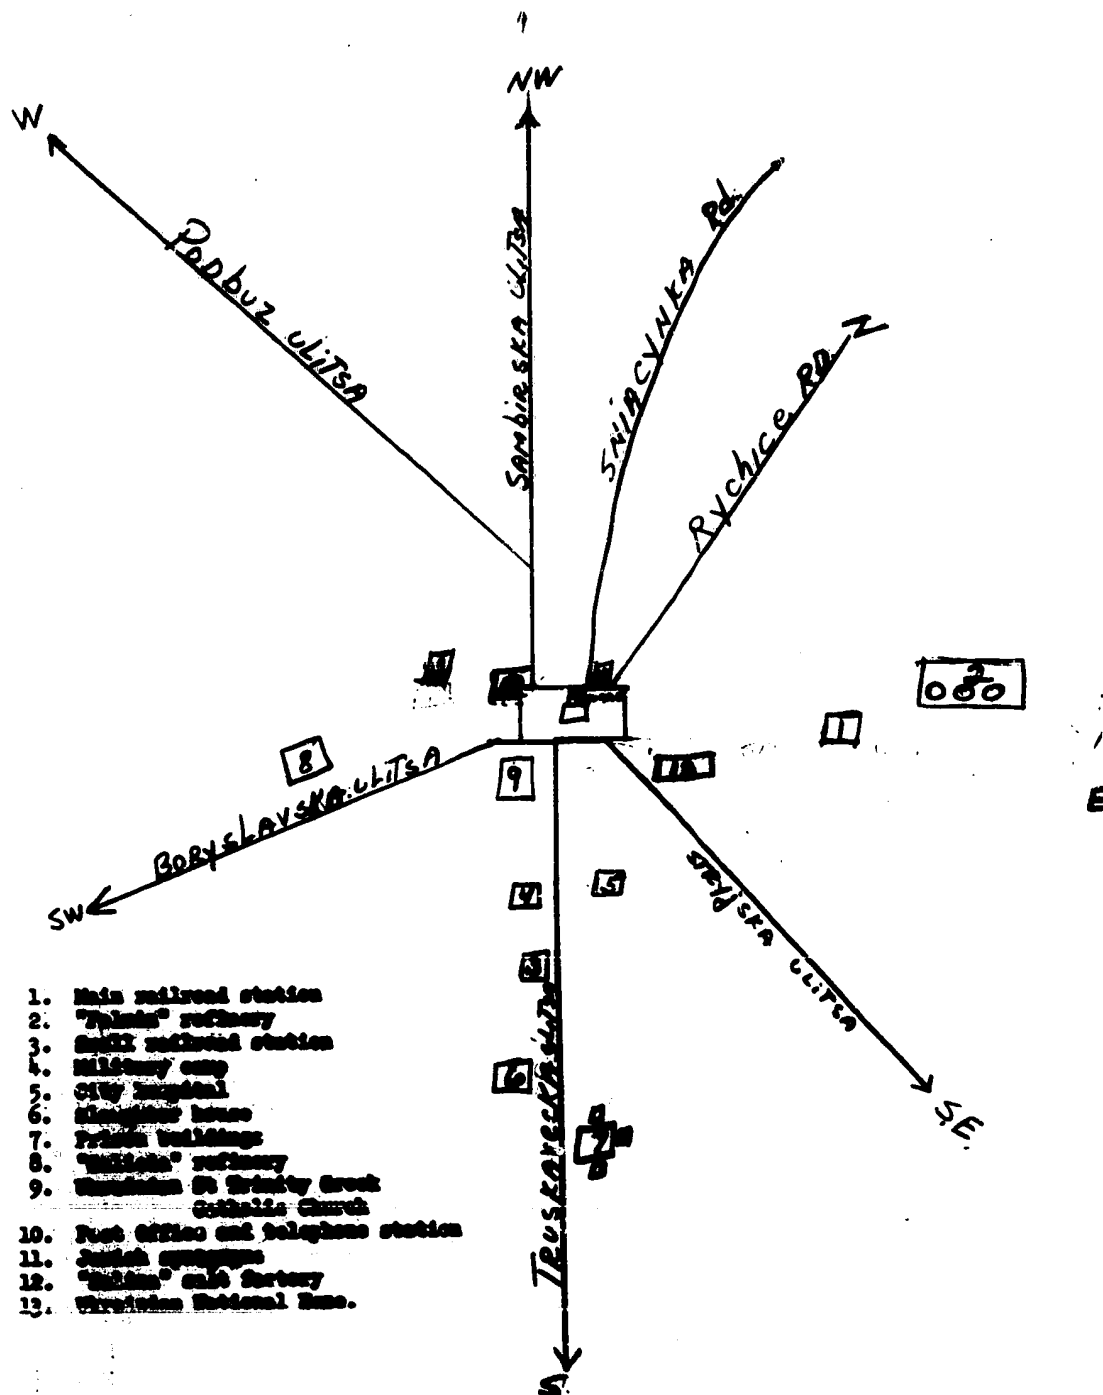 NW
W
PODbuz uLiTSA
SAMbiRSKA ULiTSA
SNIACYNKA Rd.
Rychice RD.
N
2
1
8
BORYSLAVSKA ULiTSA
9
E
SW
4
5
STRYJSKA ULiTSA
3
6
7
TRUSKAVECKA ULiTSA
S.E.
S
1. Main railroad station
2. refinery
3. Small railroad station
4. Military camp
5. City hospital
6. Slaughter house
7. Prison buildings
8. refinery
9. Ukrainian St Trinity Greek
Catholic Church
10. Post Office and telephone station
11. Jewish synagogue
12. salt factory
13. Ukrainian National Home.